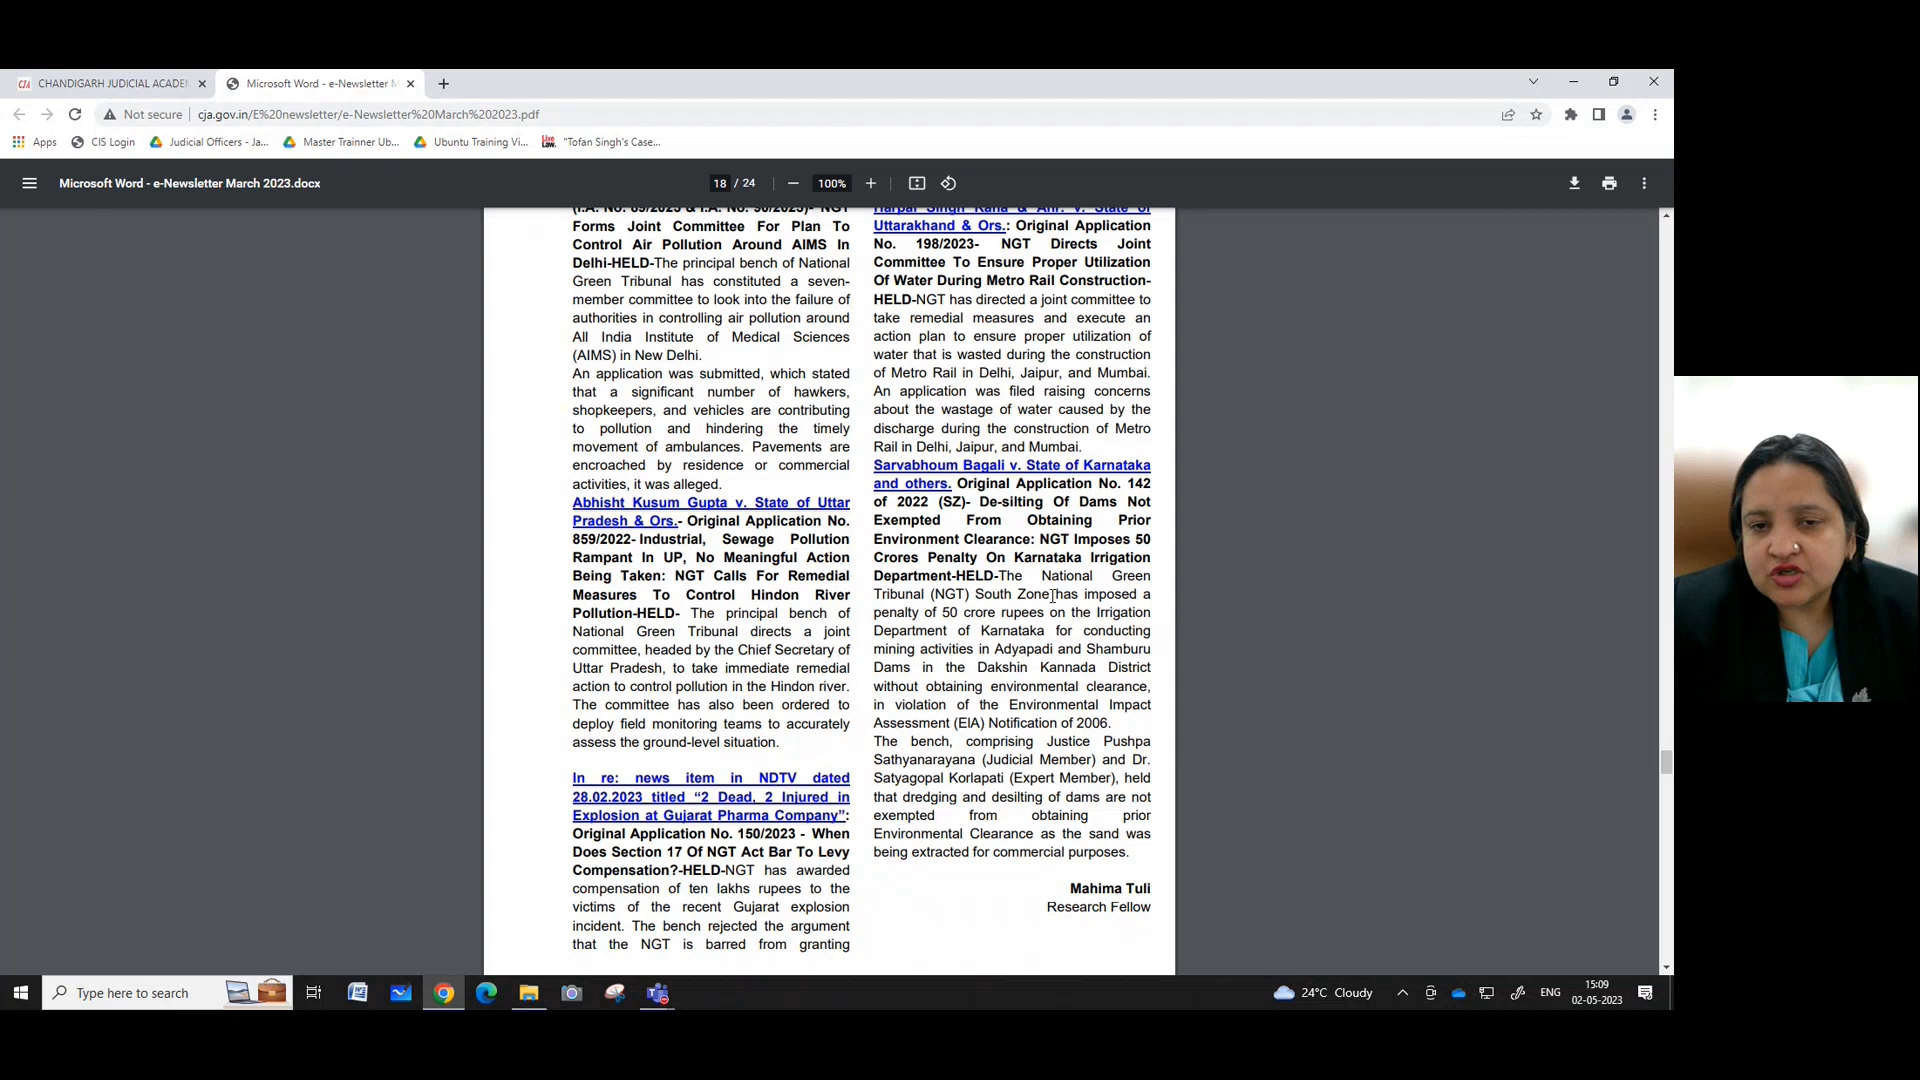 CHANDIGARH JUDICIAL ACADE
Microsoft Word - e-Newsletter M
Not secure
cja.gov.in/E%20newsletter/e-Newsletter%20March%202023.pdf
Apps
CIS Login
Judicial Officers - Ja...
Master Trainner Ub...
Ubuntu Training Vi...
"Tofan Singh's Case...
Microsoft Word - e-Newsletter March 2023.docx
18 / 24
100%
(I.A. No. 89/2023 & I.A. No. 90/2023)- NGT
Forms Joint Committee For Plan To
Control Air Pollution Around AIMS In
Delhi-HELD-The principal bench of National
Green Tribunal has constituted a seven-
member committee to look into the failure of
authorities in controlling air pollution around
All India Institute of Medical Sciences
(AIMS) in New Delhi.
An application was submitted, which stated
that a significant number of hawkers,
shopkeepers, and vehicles are contributing
to pollution and hindering the timely
movement of ambulances. Pavements are
encroached by residence or commercial
activities, it was alleged.
Abhisht Kusum Gupta v. State of Uttar
Pradesh & Ors.- Original Application No.
859/2022- Industrial, Sewage Pollution
Rampant In UP, No Meaningful Action
Being Taken: NGT Calls For Remedial
Measures To Control Hindon River
Pollution-HELD- The principal bench of
National Green Tribunal directs a joint
committee, headed by the Chief Secretary of
Uttar Pradesh, to take immediate remedial
action to control pollution in the Hindon river.
The committee has also been ordered to
deploy field monitoring teams to accurately
assess the ground-level situation.
In re: news item in NDTV dated
28.02.2023 titled “2 Dead, 2 Injured in
Explosion at Gujarat Pharma Company”:
Original Application No. 150/2023 - When
Does Section 17 Of NGT Act Bar To Levy
Compensation?-HELD-NGT has awarded
compensation of ten lakhs rupees to the
victims of the recent Gujarat explosion
incident. The bench rejected the argument
that the NGT is barred from granting
Harpal Singh Rana & Anr. v. State of
Uttarakhand & Ors.: Original Application
No. 198/2023- NGT Directs Joint
Committee To Ensure Proper Utilization
Of Water During Metro Rail Construction-
HELD-NGT has directed a joint committee to
take remedial measures and execute an
action plan to ensure proper utilization of
water that is wasted during the construction
of Metro Rail in Delhi, Jaipur, and Mumbai.
An application was filed raising concerns
about the wastage of water caused by the
discharge during the construction of Metro
Rail in Delhi, Jaipur, and Mumbai.
Sarvabhoum Bagali v. State of Karnataka
and others. Original Application No. 142
of 2022 (SZ)- De-silting Of Dams Not
Exempted From Obtaining Prior
Environment Clearance: NGT Imposes 50
Crores Penalty On Karnataka Irrigation
Department-HELD-The National Green
Tribunal (NGT) South Zone has imposed a
penalty of 50 crore rupees on the Irrigation
Department of Karnataka for conducting
mining activities in Adyapadi and Shamburu
Dams in the Dakshin Kannada District
without obtaining environmental clearance,
in violation of the Environmental Impact
Assessment (EIA) Notification of 2006.
The bench, comprising Justice Pushpa
Sathyanarayana (Judicial Member) and Dr.
Satyagopal Korlapati (Expert Member), held
that dredging and desilting of dams are not
exempted from obtaining prior
Environmental Clearance as the sand was
being extracted for commercial purposes.
Mahima Tuli
Research Fellow
Type here to search
24°C Cloudy
ENG
15:09
02-05-2023